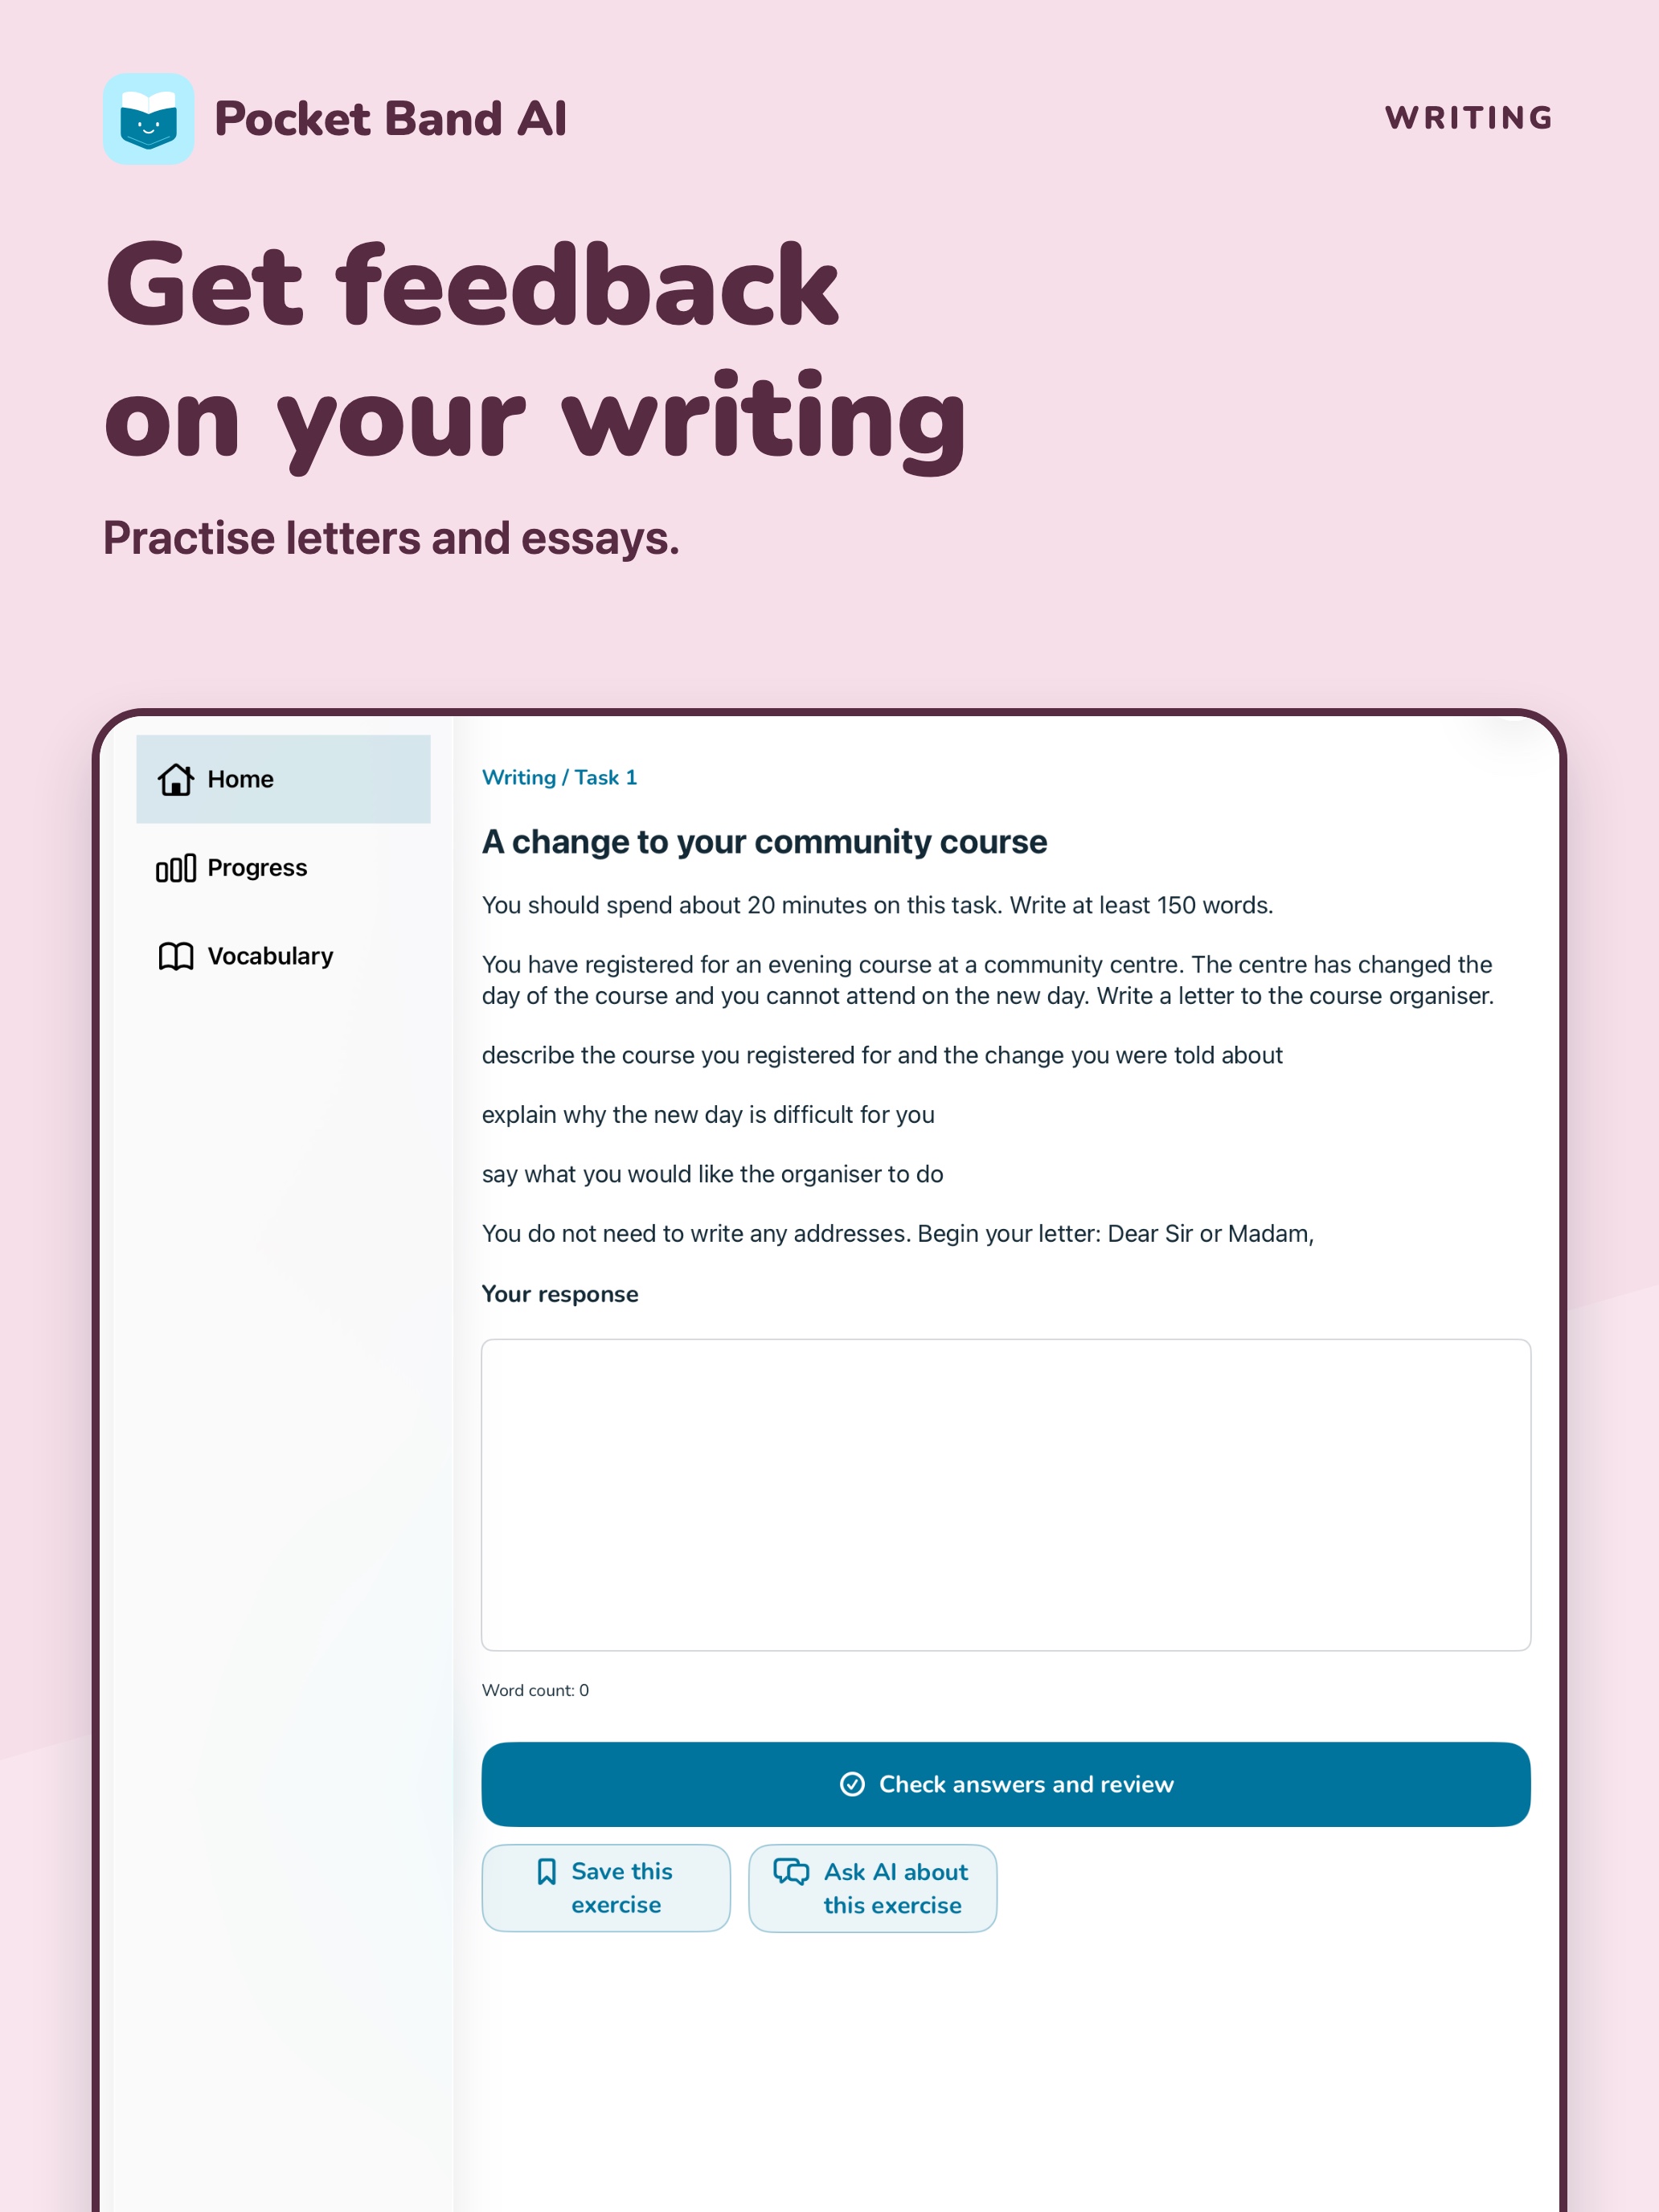 Pocket Band AI
WRITING
Get feedback
on your writing
Practise letters and essays.
Home
Progress
Vocabulary
Writing / Task 1
A change to your community course
You should spend about 20 minutes on this task. Write at least 150 words.
You have registered for an evening course at a community centre. The centre has changed the
day of the course and you cannot attend on the new day. Write a letter to the course organiser.
describe the course you registered for and the change you were told about
explain why the new day is difficult for you
say what you would like the organiser to do
You do not need to write any addresses. Begin your letter: Dear Sir or Madam,
Your response
Word count: 0
Check answers and review
Save this
exercise
Ask AI about
this exercise